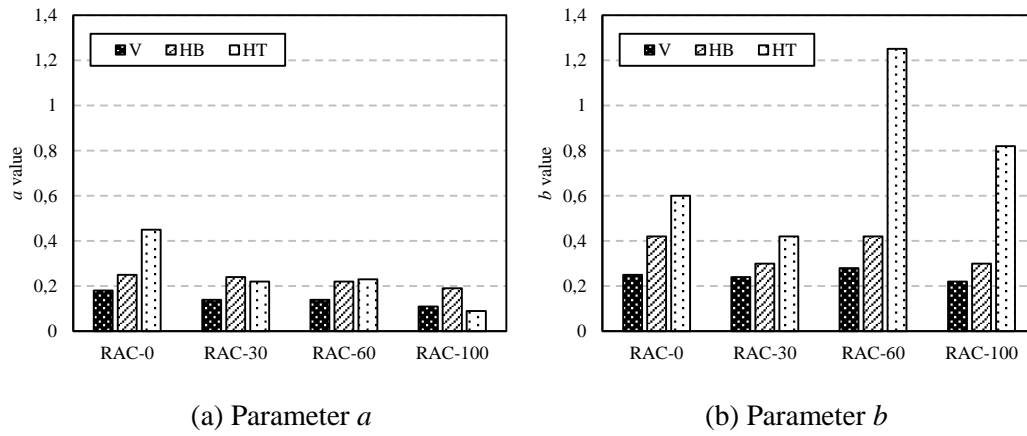 1,4
1,2
1
0,8
0,6
0,4
0,2
0
a value
V HB HT
RAC-0 RAC-30 RAC-60 RAC-100
(a) Parameter a
1,4
1,2
1
0,8
0,6
0,4
0,2
0
b value
V HB HT
RAC-0 RAC-30 RAC-60 RAC-100
(b) Parameter b